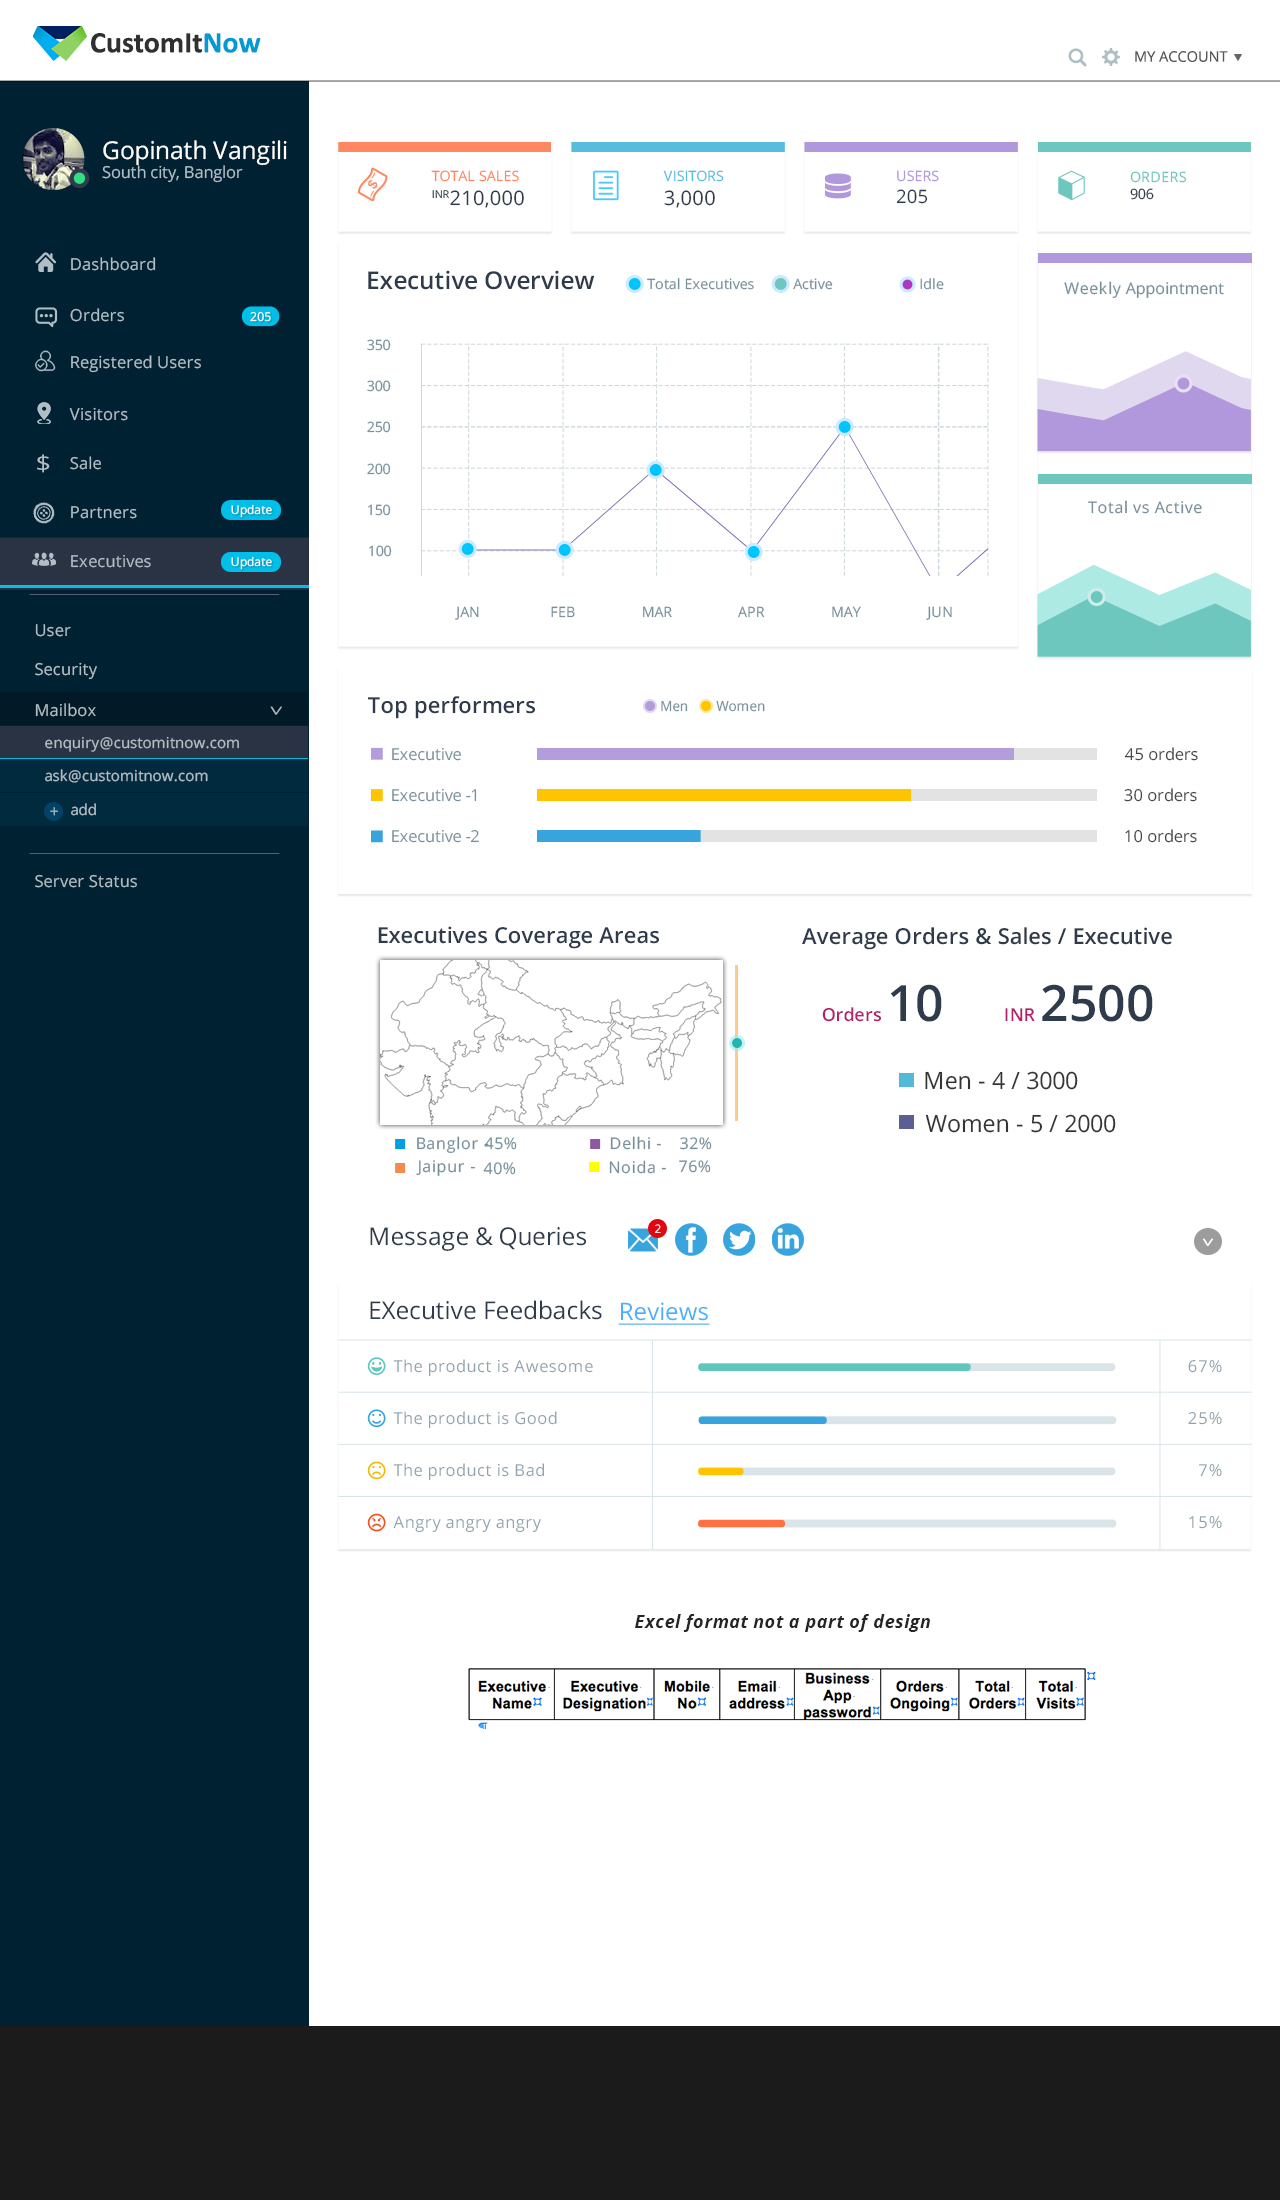 CustomItNow
MY ACCOUNT ▼
Gopinath Vangili
South city, Banglor
Dashboard
Orders 205
Registered Users
Visitors
Sale
Partners Update
Executives Update
User
Security
Mailbox
enquiry@customitnow.com
ask@customitnow.com
+ add
Server Status
TOTAL SALES
INR210,000
VISITORS
3,000
USERS
205
ORDERS
906
Executive Overview Total Executives Active Idle
350
300
250
200
150
100
JAN FEB MAR APR MAY JUN
Weekly Appointment
Total vs Active
Top performers Men Women
Executive 45 orders
Executive -1 30 orders
Executive -2 10 orders
Executives Coverage Areas
Banglor -45% Delhi - 32%
Jaipur - 40% Noida - 76%
Average Orders & Sales / Executive
Orders 10 INR 2500
Men - 4 / 3000
Women - 5 / 2000
Message & Queries 2
EXecutive Feedbacks Reviews
The product is Awesome 67%
The product is Good 25%
The product is Bad 7%
Angry angry angry 15%
Excel format not a part of design
Executive Name
Executive Designation
Mobile No
Email address
Business App password
Orders Ongoing
Total Orders
Total Visits